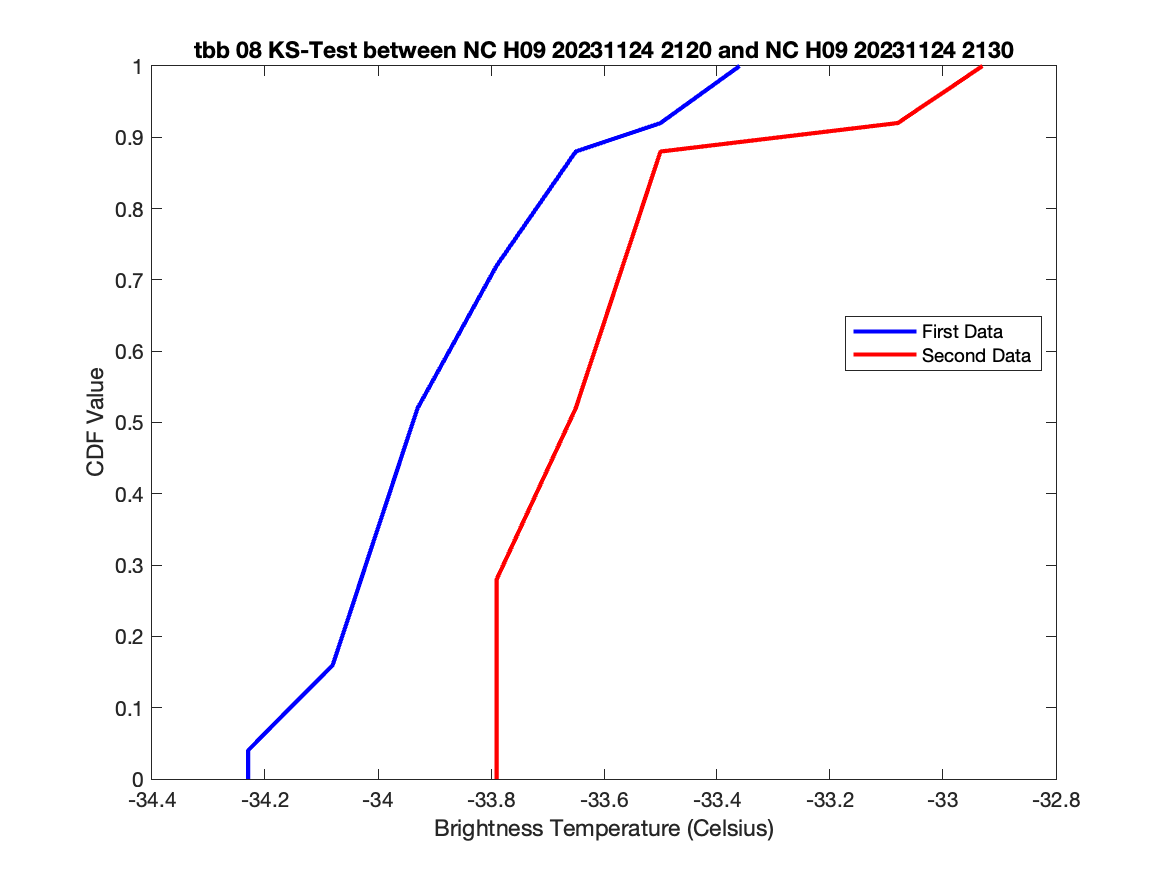 tbb 08 KS-Test between NC H09 20231124 2120 and NC H09 20231124 2130
1
0.9
0.8
0.7
0.6
0.5
0.4
0.3
0.2
0.1
0
CDF Value
First Data
Second Data
-34.4 -34.2 -34 -33.8 -33.6 -33.4 -33.2 -33 -32.8
Brightness Temperature (Celsius)